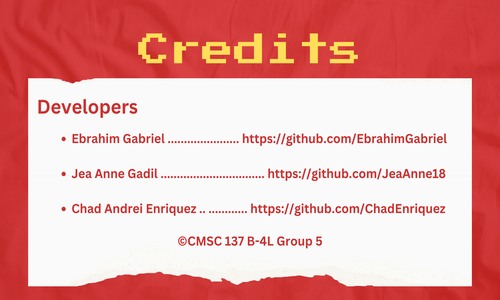 Credits
Developers
• Ebrahim Gabriel ...................... https://github.com/EbrahimGabriel
• Jea Anne Gadil ................................ https://github.com/JeaAnne18
• Chad Andrei Enriquez .. ............ https://github.com/ChadEnriquez
©CMSC 137 B-4L Group 5